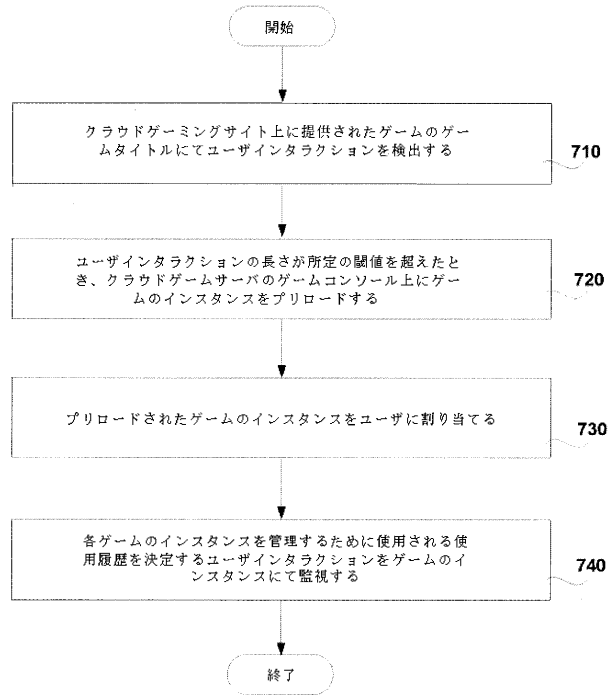 開始
クラウドゲーミングサイト上に提供されたゲームのゲー
ムタイトルにてユーザインタラクションを検出する
710
ユーザインタラクションの長さが所定の閾値を超えたと
き、クラウドゲームサーバのゲームコンソール上にゲー
ムのインスタンスをプリロードする
720
プリロードされたゲームのインスタンスをユーザに割り当てる
730
各ゲームのインスタンスを管理するために使用される使
用履歴を決定するユーザインタラクションをゲームのイ
ンスタンスにて監視する
740
終了